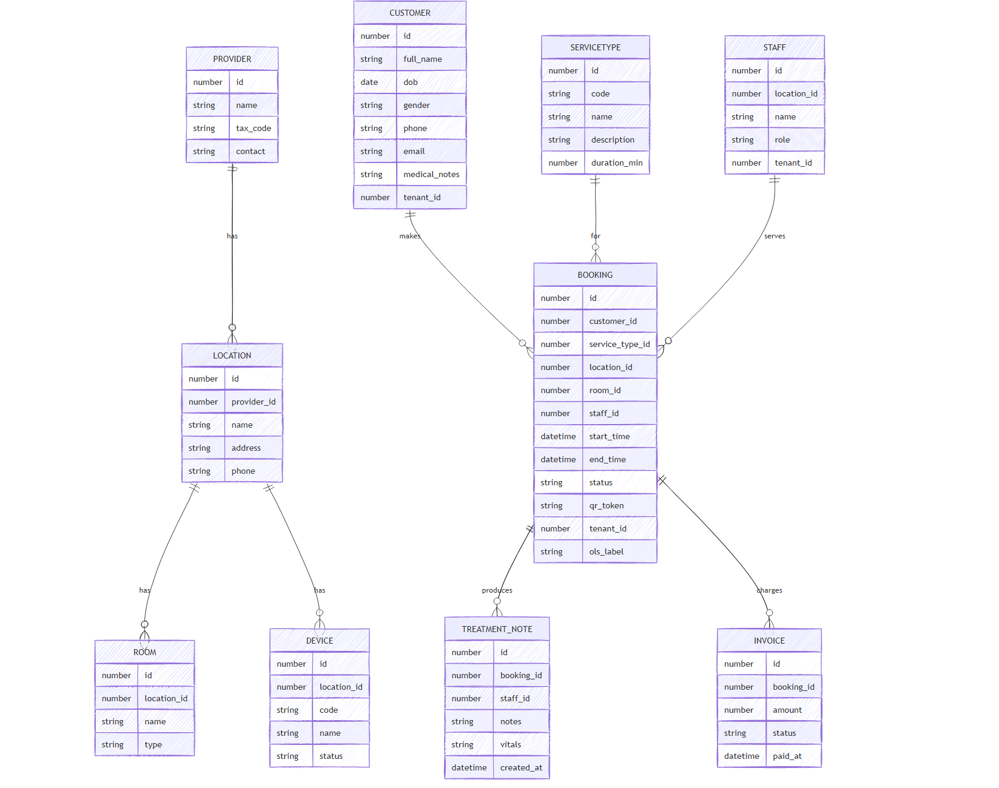 CUSTOMER
number id
string full_name
date dob
string gender
string phone
string email
string medical_notes
number tenant_id
PROVIDER
number id
string name
string tax_code
string contact
SERVICETYPE
number id
string code
string name
string description
number duration_min
STAFF
number id
number location_id
string name
string role
number tenant_id
has
makes
for
serves
BOOKING
number id
number customer_id
number service_type_id
number location_id
number room_id
number staff_id
datetime start_time
datetime end_time
string status
string qr_token
number tenant_id
string ols_label
LOCATION
number id
number provider_id
string name
string address
string phone
has
has
produces
charges
ROOM
number id
number location_id
string name
string type
DEVICE
number id
number location_id
string code
string name
string status
TREATMENT_NOTE
number id
number booking_id
number staff_id
string notes
string vitals
datetime created_at
INVOICE
number id
number booking_id
number amount
string status
datetime paid_at